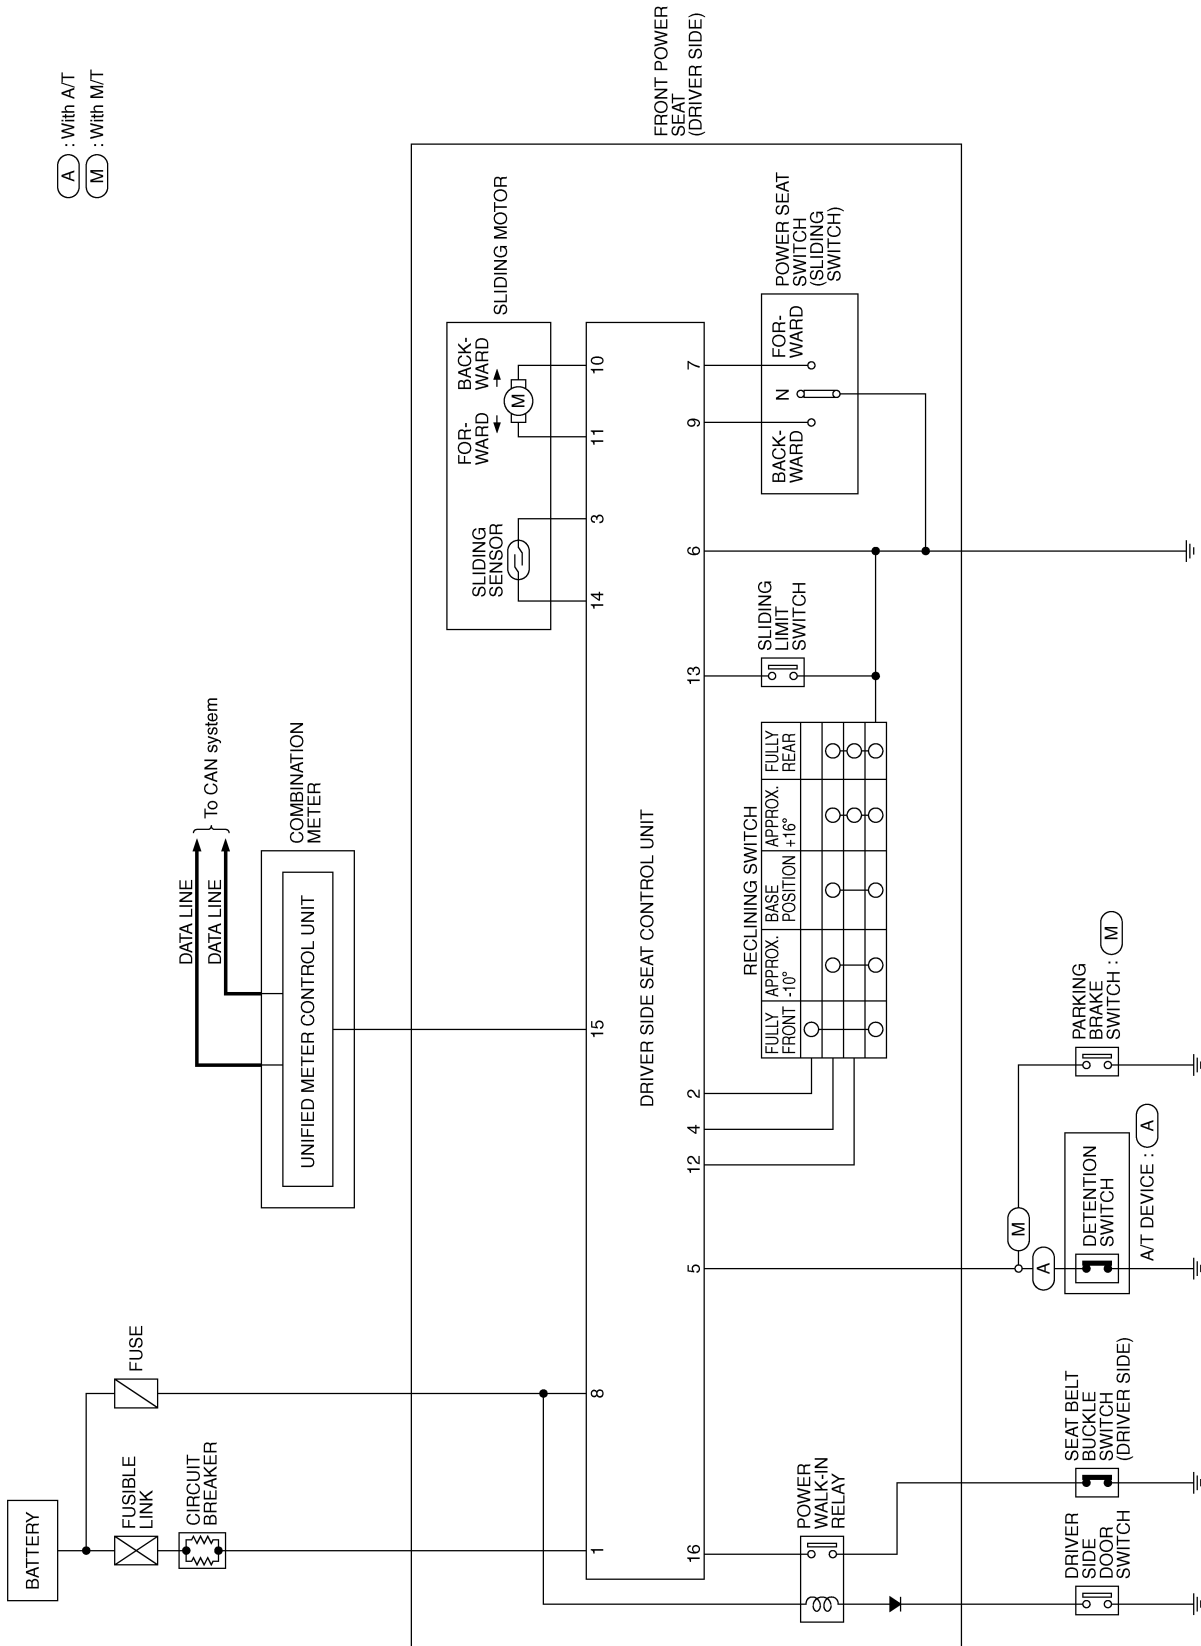 BATTERY
FUSIBLE
LINK
FUSE
CIRCUIT
BREAKER
DATA LINE
DATA LINE
To CAN system
COMBINATION
METER
UNIFIED METER CONTROL UNIT
A : With A/T
M : With M/T
FRONT POWER
SEAT
(DRIVER SIDE)
SLIDING MOTOR
SLIDING
SENSOR
FOR-
WARD
BACK-
WARD
M
1
8
15
14
3
11
10
DRIVER SIDE SEAT CONTROL UNIT
16
5
12
4
2
13
6
9
7
POWER
WALK-IN
RELAY
RECLINING SWITCH
FULLY
FRONT
APPROX.
-10°
BASE
POSITION
APPROX.
+16°
FULLY
REAR
SLIDING
LIMIT
SWITCH
BACK-
WARD
N
FOR-
WARD
POWER SEAT
SWITCH
(SLIDING
SWITCH)
DRIVER
SIDE
DOOR
SWITCH
SEAT BELT
BUCKLE
SWITCH
(DRIVER SIDE)
M
A
DETENTION
SWITCH
A/T DEVICE : A
PARKING
BRAKE
SWITCH : M